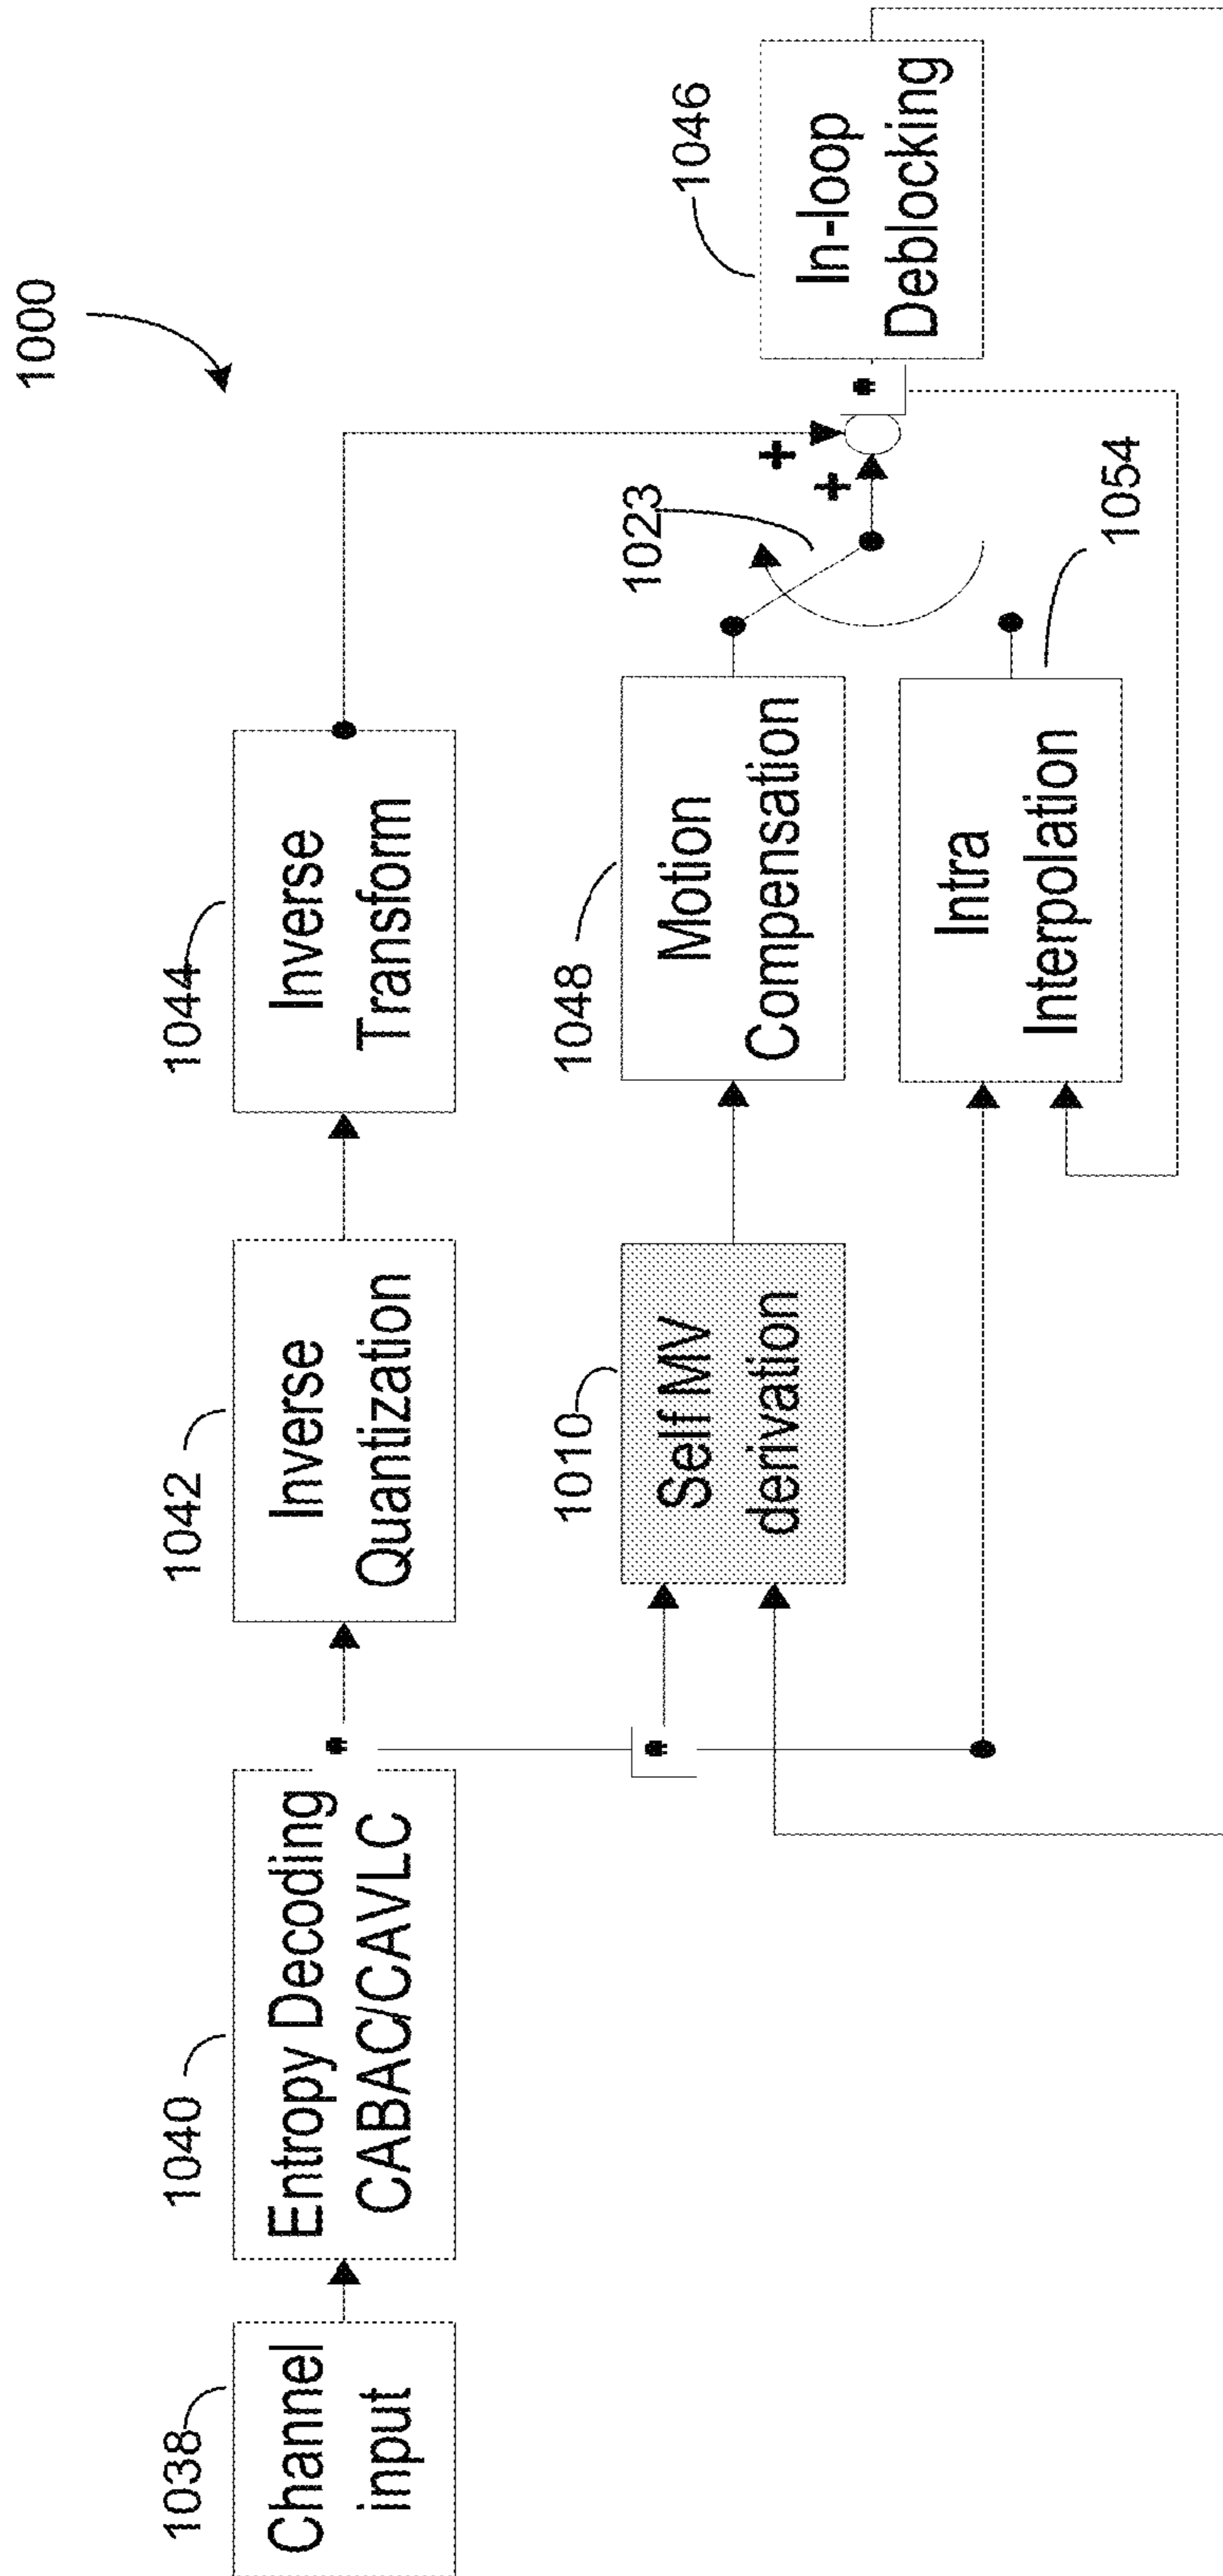 1000
1038
Channel
input
1040
Entropy Decoding
CABAC/CAVLC
1042
Inverse
Quantization
1044
Inverse
Transform
1010
Self MV
derivation
1048
Motion
Compensation
1023
+
+
1046
In-loop
Deblocking
Intra
Interpolation
1054